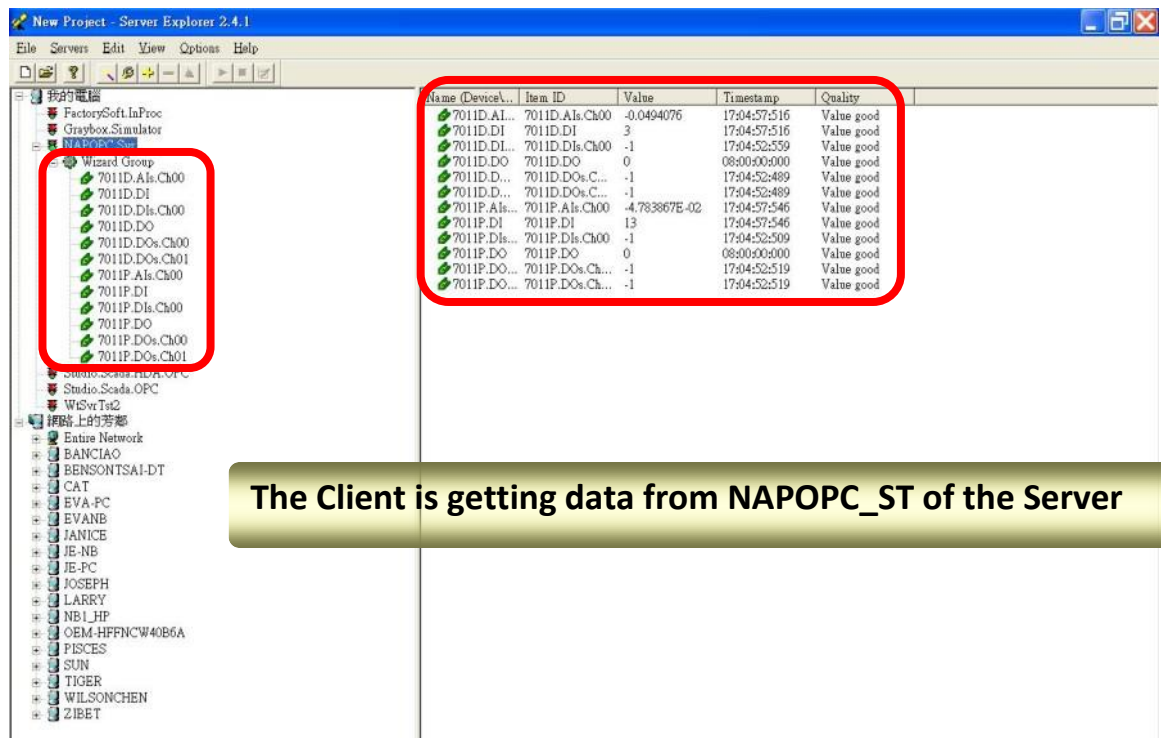 New Project - Server Explorer 2.4.1
File Servers Edit View Options Help
我的電腦
FactorySoft.InProc
Graybox.Simulator
NAPOPC.Svr
Wizard Group
7011D.AIs.Ch00
7011D.DI
7011D.DIs.Ch00
7011D.DO
7011D.DOs.Ch00
7011D.DOs.Ch01
7011P.AIs.Ch00
7011P.DI
7011P.DIs.Ch00
7011P.DO
7011P.DOs.Ch00
7011P.DOs.Ch01
Studio.Scada.HDA.OPC
Studio.Scada.OPC
WtSvrTst2
網路上的芳鄰
Entire Network
BANCIAO
BENSONTSAI-DT
CAT
EVA-PC
EVANB
JANICE
JE-NB
JE-PC
JOSEPH
LARRY
NB1_HP
OEM-HFFNCW40B6A
PISCES
SUN
TIGER
WILSONCHEN
ZIBET
Name (Device\... Item ID Value Timestamp Quality
7011D.AI... 7011D.AIs.Ch00 -0.0494076 17:04:57:516 Value good
7011D.DI 7011D.DI 3 17:04:57:516 Value good
7011D.DI... 7011D.DIs.Ch00 -1 17:04:52:559 Value good
7011D.DO 7011D.DO 0 08:00:00:000 Value good
7011D.D... 7011D.DOs.C... -1 17:04:52:489 Value good
7011D.D... 7011D.DOs.C... -1 17:04:52:489 Value good
7011P.AIs... 7011P.AIs.Ch00 -4.783867E-02 17:04:57:546 Value good
7011P.DI 7011P.DI 13 17:04:57:546 Value good
7011P.DIs... 7011P.DIs.Ch00 -1 17:04:52:509 Value good
7011P.DO 7011P.DO 0 08:00:00:000 Value good
7011P.DO... 7011P.DOs.Ch... -1 17:04:52:519 Value good
7011P.DO... 7011P.DOs.Ch... -1 17:04:52:519 Value good
The Client is getting data from NAPOPC_ST of the Server